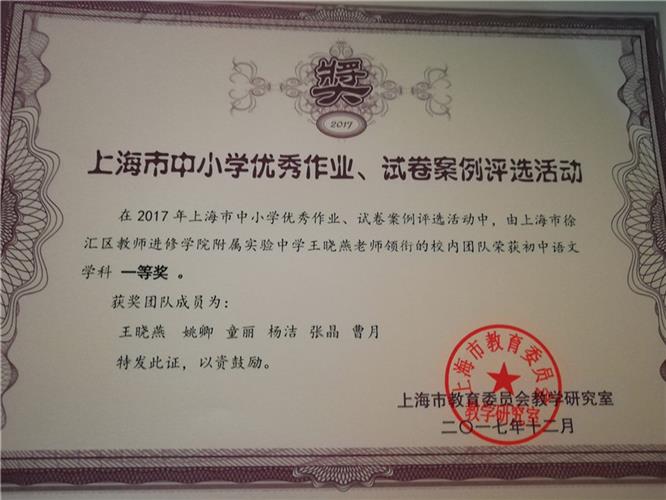 奖
2017
上海市中小学优秀作业、试卷案例评选活动
在 2017 年上海市中小学优秀作业、试卷案例评选活动中，由上海市徐
汇区教师进修学院附属实验中学王晓燕老师领衔的校内团队荣获初中语文
学科 一等奖 。
获奖团队成员为：
王晓燕 姚卿 童丽 杨洁 张晶 曹月
特发此证，以资鼓励。
上海市教育委员会
教学研究室
上海市教育委员会教学研究室
二〇一七年十二月